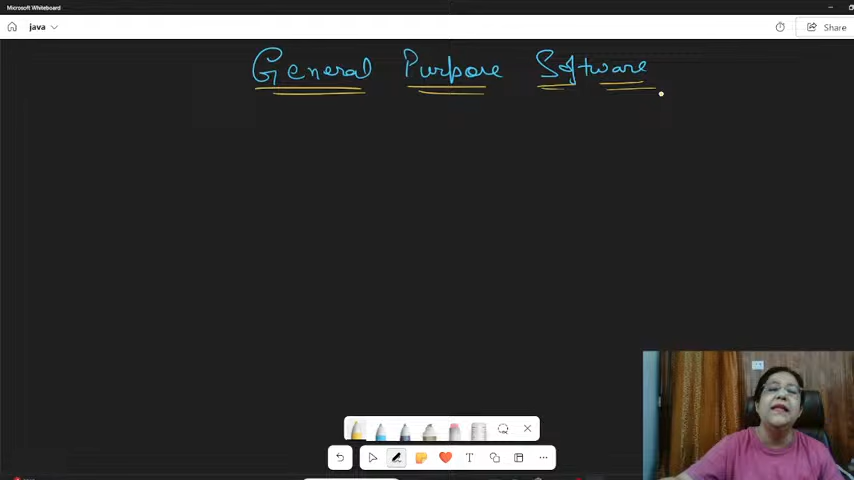 Microsoft Whiteboard
java
Share
General Purpose Software
T